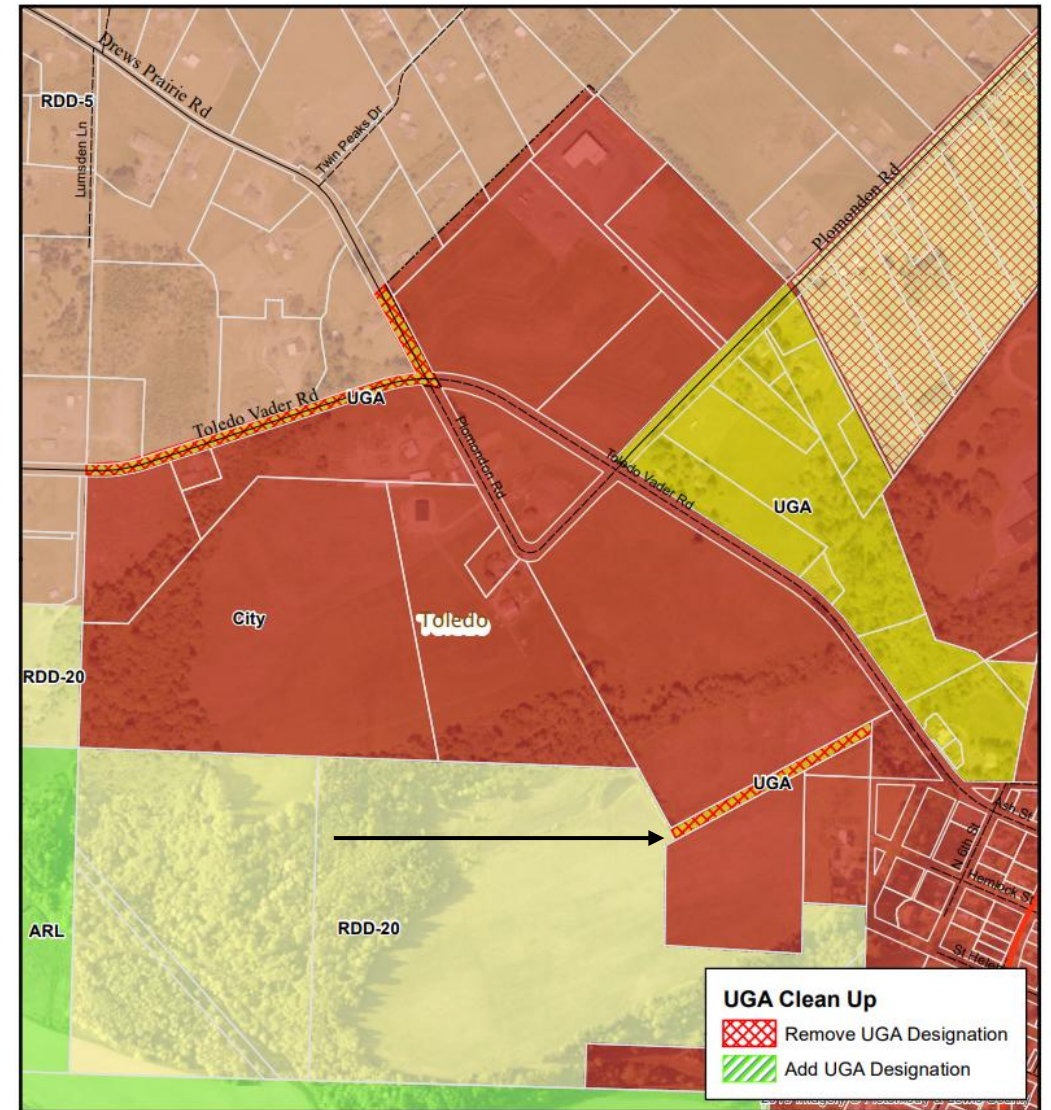 Drews Prairie Rd
RDD-5
Lumsden Ln
Twin Peaks Dr
Plomondon Rd
Toledo Vader Rd
UGA
Plomondon Rd
Toledo Vader Rd
UGA
City
Toledo
RDD-20
UGA
Ash St
N 6th St
Hemlock St
ARL
RDD-20
St Helens
UGA Clean Up
Remove UGA Designation
Add UGA Designation